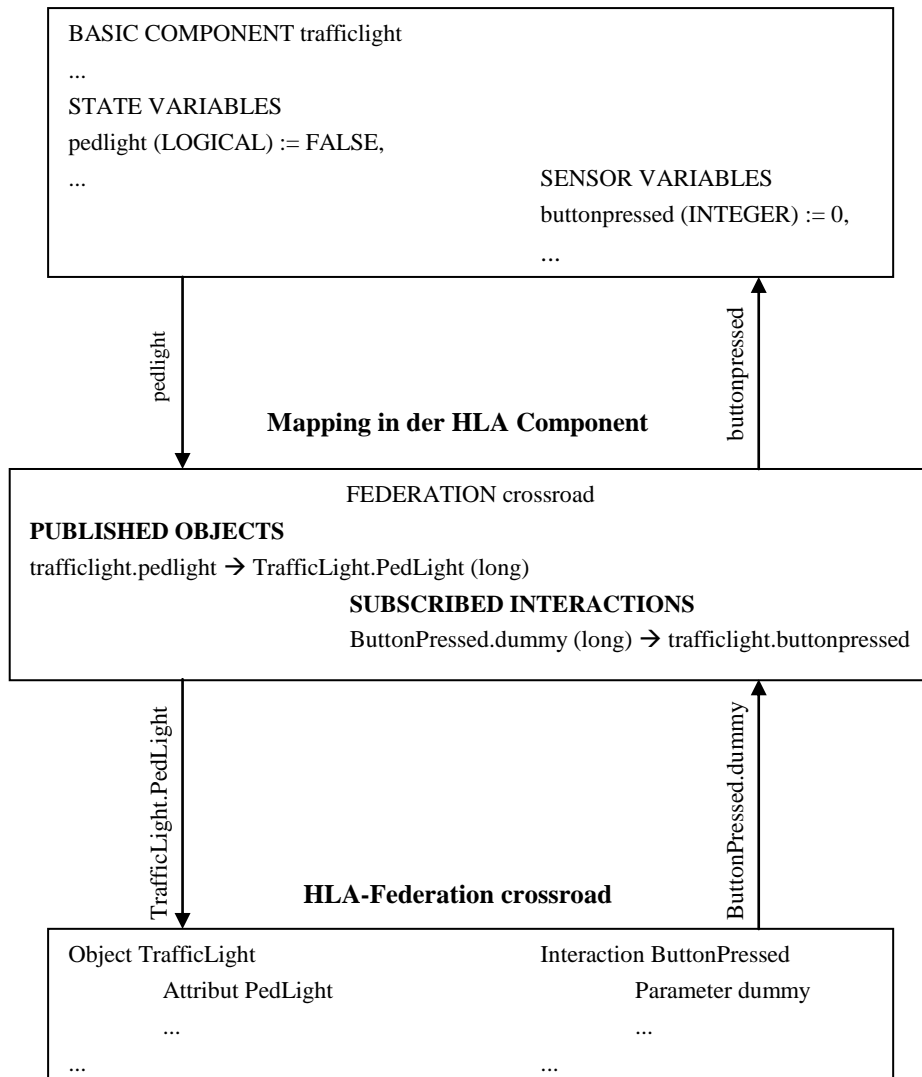 BASIC COMPONENT trafficlight
...
STATE VARIABLES
pedlight (LOGICAL) := FALSE,
...
SENSOR VARIABLES
buttonpressed (INTEGER) := 0,
...
pedlight
buttonpressed
Mapping in der HLA Component
FEDERATION crossroad
PUBLISHED OBJECTS
trafficlight.pedlight → TrafficLight.PedLight (long)
SUBSCRIBED INTERACTIONS
ButtonPressed.dummy (long) → trafficlight.buttonpressed
TrafficLight.PedLight
ButtonPressed.dummy
HLA-Federation crossroad
Object TrafficLight
Attribut PedLight
...
...
Interaction ButtonPressed
Parameter dummy
...
...